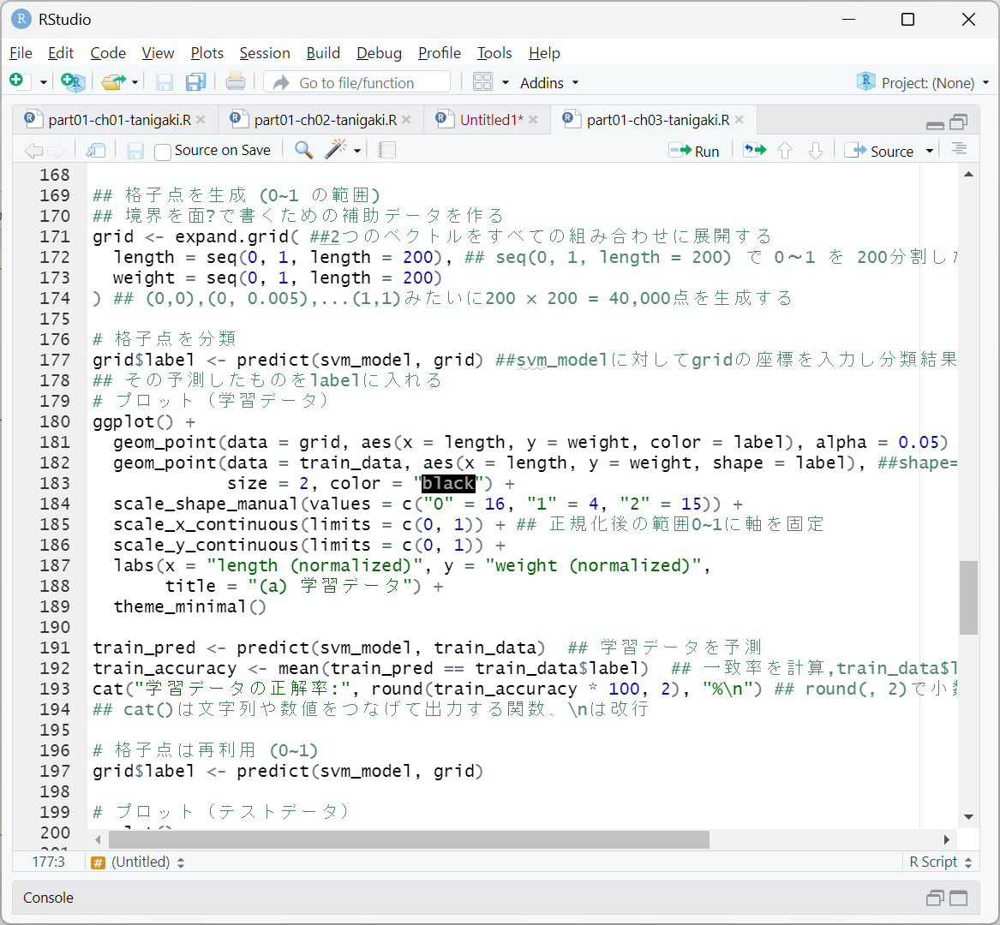 RStudio
File Edit Code View Plots Session Build Debug Profile Tools Help
Go to file/function Addins Project: (None)
part01-ch01-tanigaki.R part01-ch02-tanigaki.R Untitled1* part01-ch03-tanigaki.R
Source on Save Run Source
168
169 ## 格子点を生成 (0~1 の範囲)
170 ## 境界を面?で書くための補助データを作る
171 grid <- expand.grid( ##2つのベクトルをすべての組み合わせに展開する
172 length = seq(0, 1, length = 200), ## seq(0, 1, length = 200) で 0～1 を 200分割した
173 weight = seq(0, 1, length = 200)
174 ) ## (0,0),(0, 0.005),...(1,1)みたいに200 × 200 = 40,000点を生成する
175
176 # 格子点を分類
177 grid$label <- predict(svm_model, grid) ##svm_modelに対してgridの座標を入力し分類結果
178 ## その予測したものをlabelに入れる
179 # プロット（学習データ）
180 ggplot() +
181 geom_point(data = grid, aes(x = length, y = weight, color = label), alpha = 0.05)
182 geom_point(data = train_data, aes(x = length, y = weight, shape = label), ##shape=
183 size = 2, color = "black") +
184 scale_shape_manual(values = c("0" = 16, "1" = 4, "2" = 15)) +
185 scale_x_continuous(limits = c(0, 1)) + ## 正規化後の範囲0~1に軸を固定
186 scale_y_continuous(limits = c(0, 1)) +
187 labs(x = "length (normalized)", y = "weight (normalized)",
188 title = "(a) 学習データ") +
189 theme_minimal()
190
191 train_pred <- predict(svm_model, train_data) ## 学習データを予測
192 train_accuracy <- mean(train_pred == train_data$label) ## 一致率を計算,train_data$l
193 cat("学習データの正解率:", round(train_accuracy * 100, 2), "%\n") ## round(, 2)で小数
194 ## cat()は文字列や数値をつなげて出力する関数、\nは改行
195
196 # 格子点は再利用 (0~1)
197 grid$label <- predict(svm_model, grid)
198
199 # プロット（テストデータ）
200
177:3 # (Untitled) R Script
Console